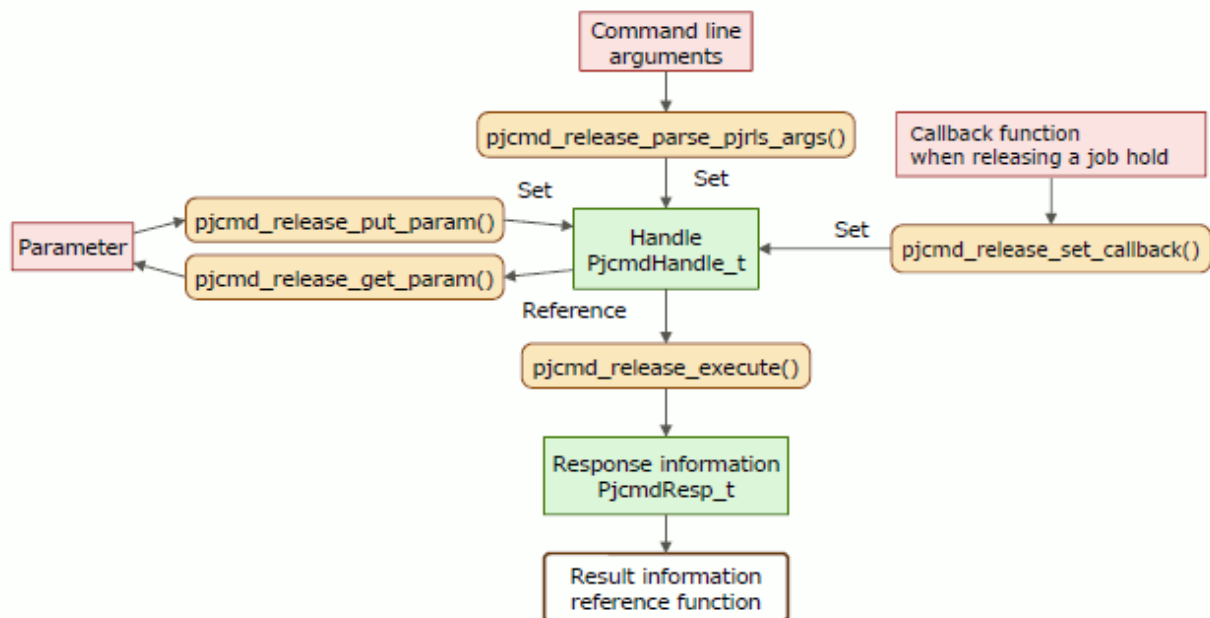 Command line
arguments
pjcmd_release_parse_pjrls_args()
Callback function
when releasing a job hold
Set
Set
pjcmd_release_put_param()
Parameter
pjcmd_release_get_param()
Handle
PjcmdHandle_t
Set
pjcmd_release_set_callback()
Reference
pjcmd_release_execute()
Response information
PjcmdResp_t
Result information
reference function